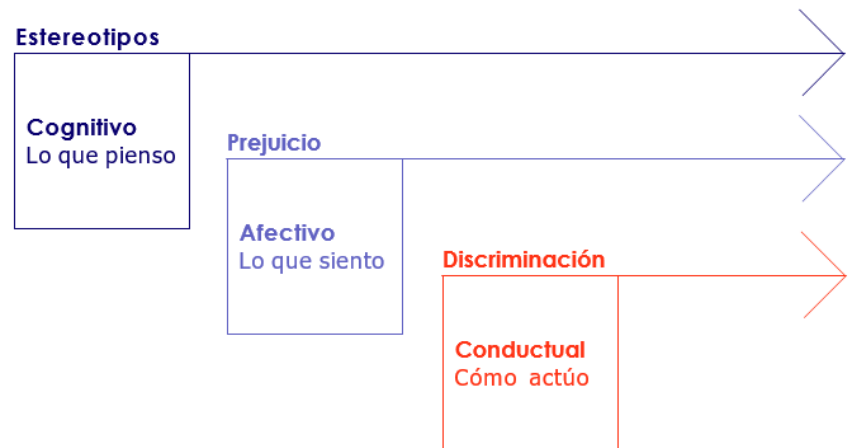 Estereotipos
Cognitivo
Lo que pienso
Prejuicio
Afectivo
Lo que siento
Discriminación
Conductual
Cómo actúo